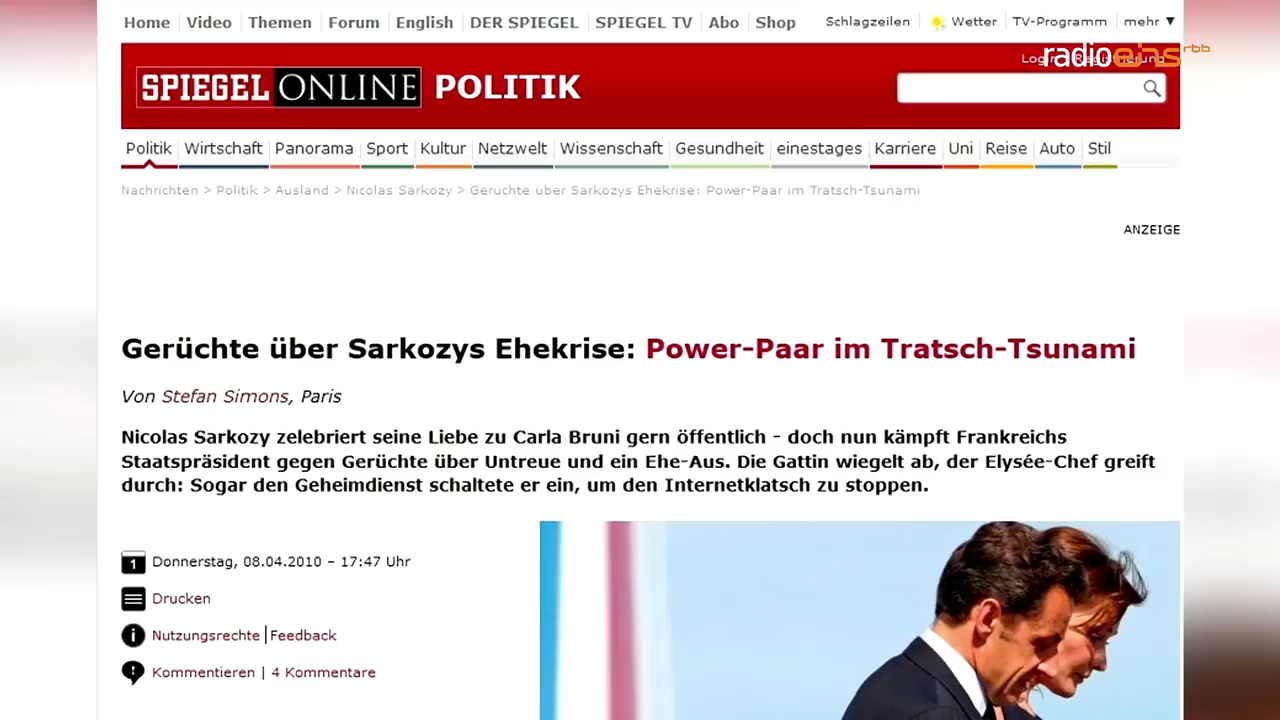 Home Video Themen Forum English DER SPIEGEL SPIEGEL TV Abo Shop Schlagzeilen Wetter TV-Programm mehr ▼
radioeins rbb
Login Registrierung
SPIEGEL ONLINE POLITIK
Politik Wirtschaft Panorama Sport Kultur Netzwelt Wissenschaft Gesundheit einestages Karriere Uni Reise Auto Stil
Nachrichten > Politik > Ausland > Nicolas Sarkozy > Gerüchte über Sarkozys Ehekrise: Power-Paar im Tratsch-Tsunami
ANZEIGE
Gerüchte über Sarkozys Ehekrise: Power-Paar im Tratsch-Tsunami
Von Stefan Simons, Paris
Nicolas Sarkozy zelebriert seine Liebe zu Carla Bruni gern öffentlich - doch nun kämpft Frankreichs
Staatspräsident gegen Gerüchte über Untreue und ein Ehe-Aus. Die Gattin wiegelt ab, der Elysée-Chef greift
durch: Sogar den Geheimdienst schaltete er ein, um den Internetklatsch zu stoppen.
1 Donnerstag, 08.04.2010 – 17:47 Uhr
Drucken
Nutzungsrechte | Feedback
Kommentieren | 4 Kommentare